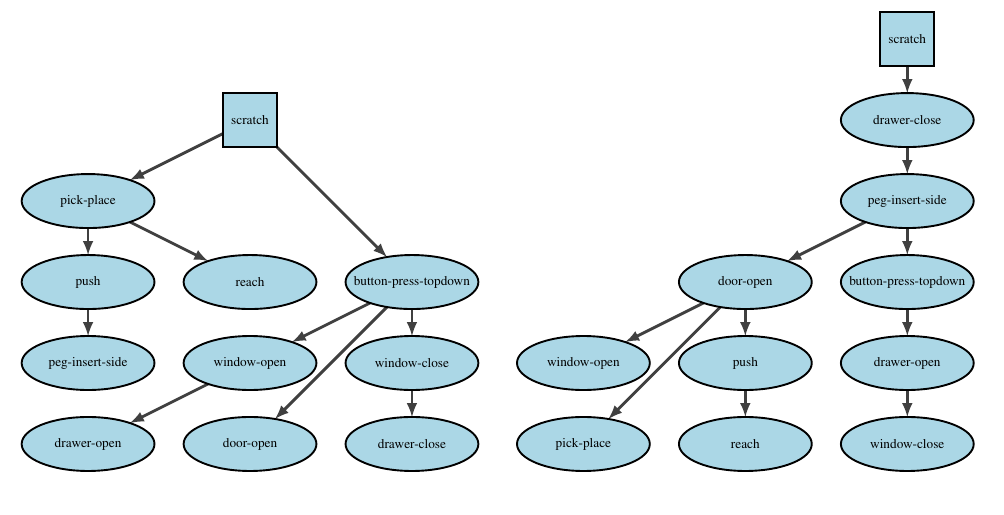 scratch
pick-place
push
reach
button-press-topdown
peg-insert-side
window-open
window-close
drawer-open
door-open
drawer-close
scratch
drawer-close
peg-insert-side
door-open
button-press-topdown
window-open
push
drawer-open
pick-place
reach
window-close